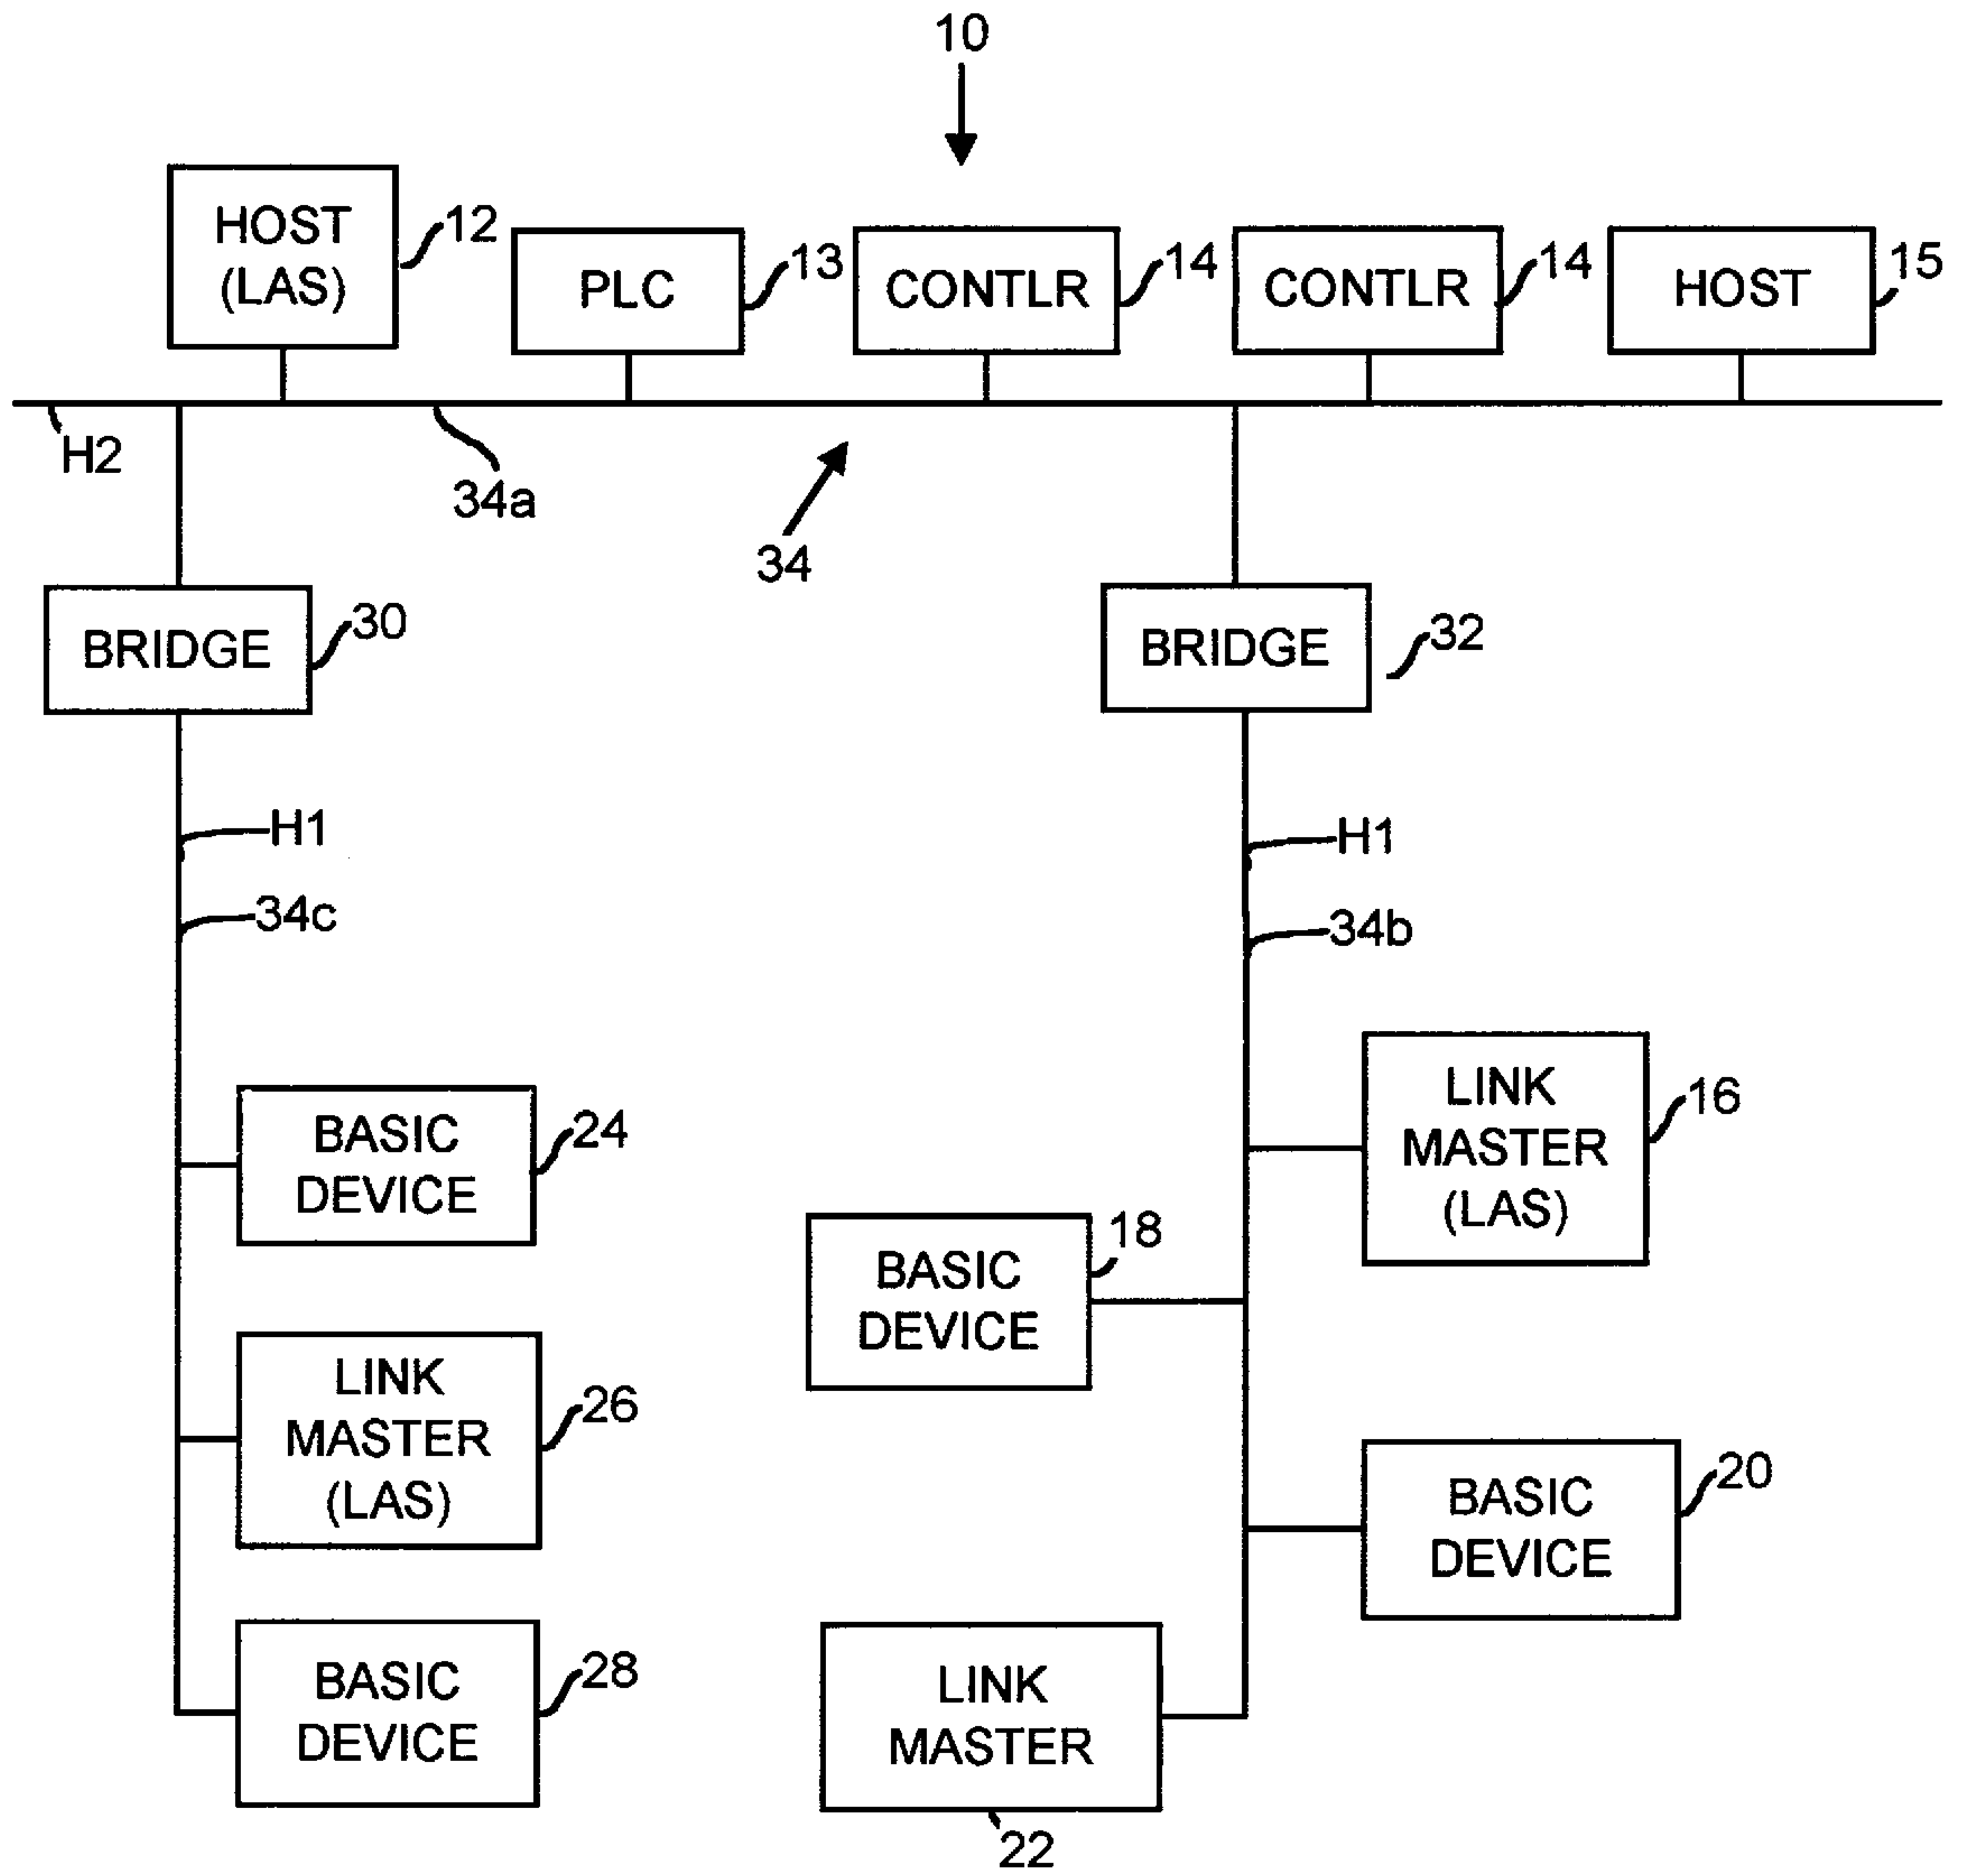 10
HOST
(LAS)
12
PLC
13
CONTLR
14
CONTLR
14
HOST
15
H2
34a
34
BRIDGE
30
BRIDGE
32
H1
34c
H1
34b
BASIC
DEVICE
24
LINK
MASTER
(LAS)
26
BASIC
DEVICE
28
LINK
MASTER
(LAS)
16
BASIC
DEVICE
18
BASIC
DEVICE
20
LINK
MASTER
22